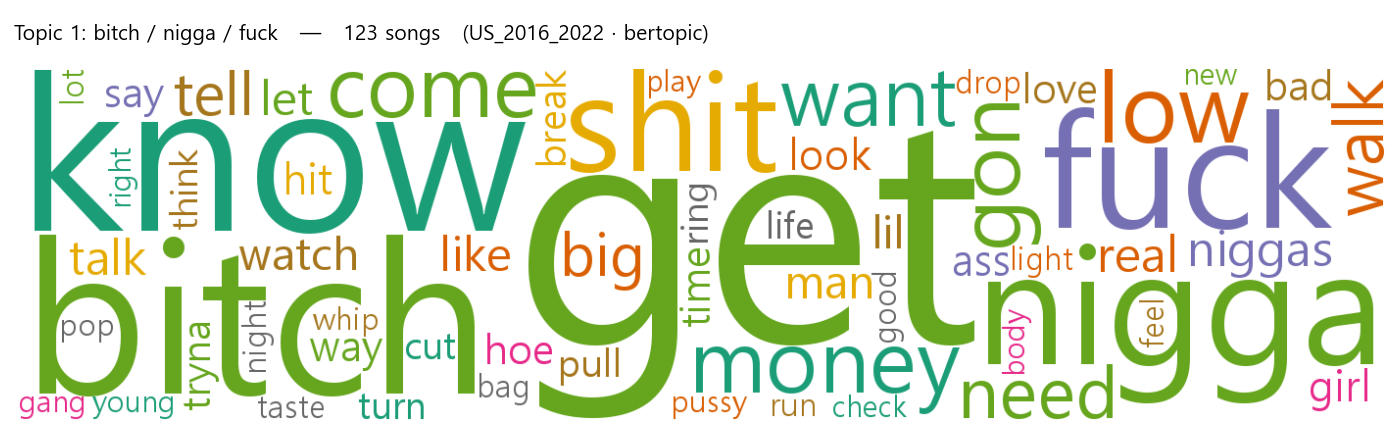 Topic 1: bitch / nigga / fuck — 123 songs (US_2016_2022 · bertopic)
lot say tell let come break shit play want drop love new bad
know right think hit look gon low fuck walk
talk watch like get big time ring life lil man good ass light real niggas
bitch pop tryna night whip way cut hoe pull money body nigga feel
gang young taste turn bag pussy run check need girl